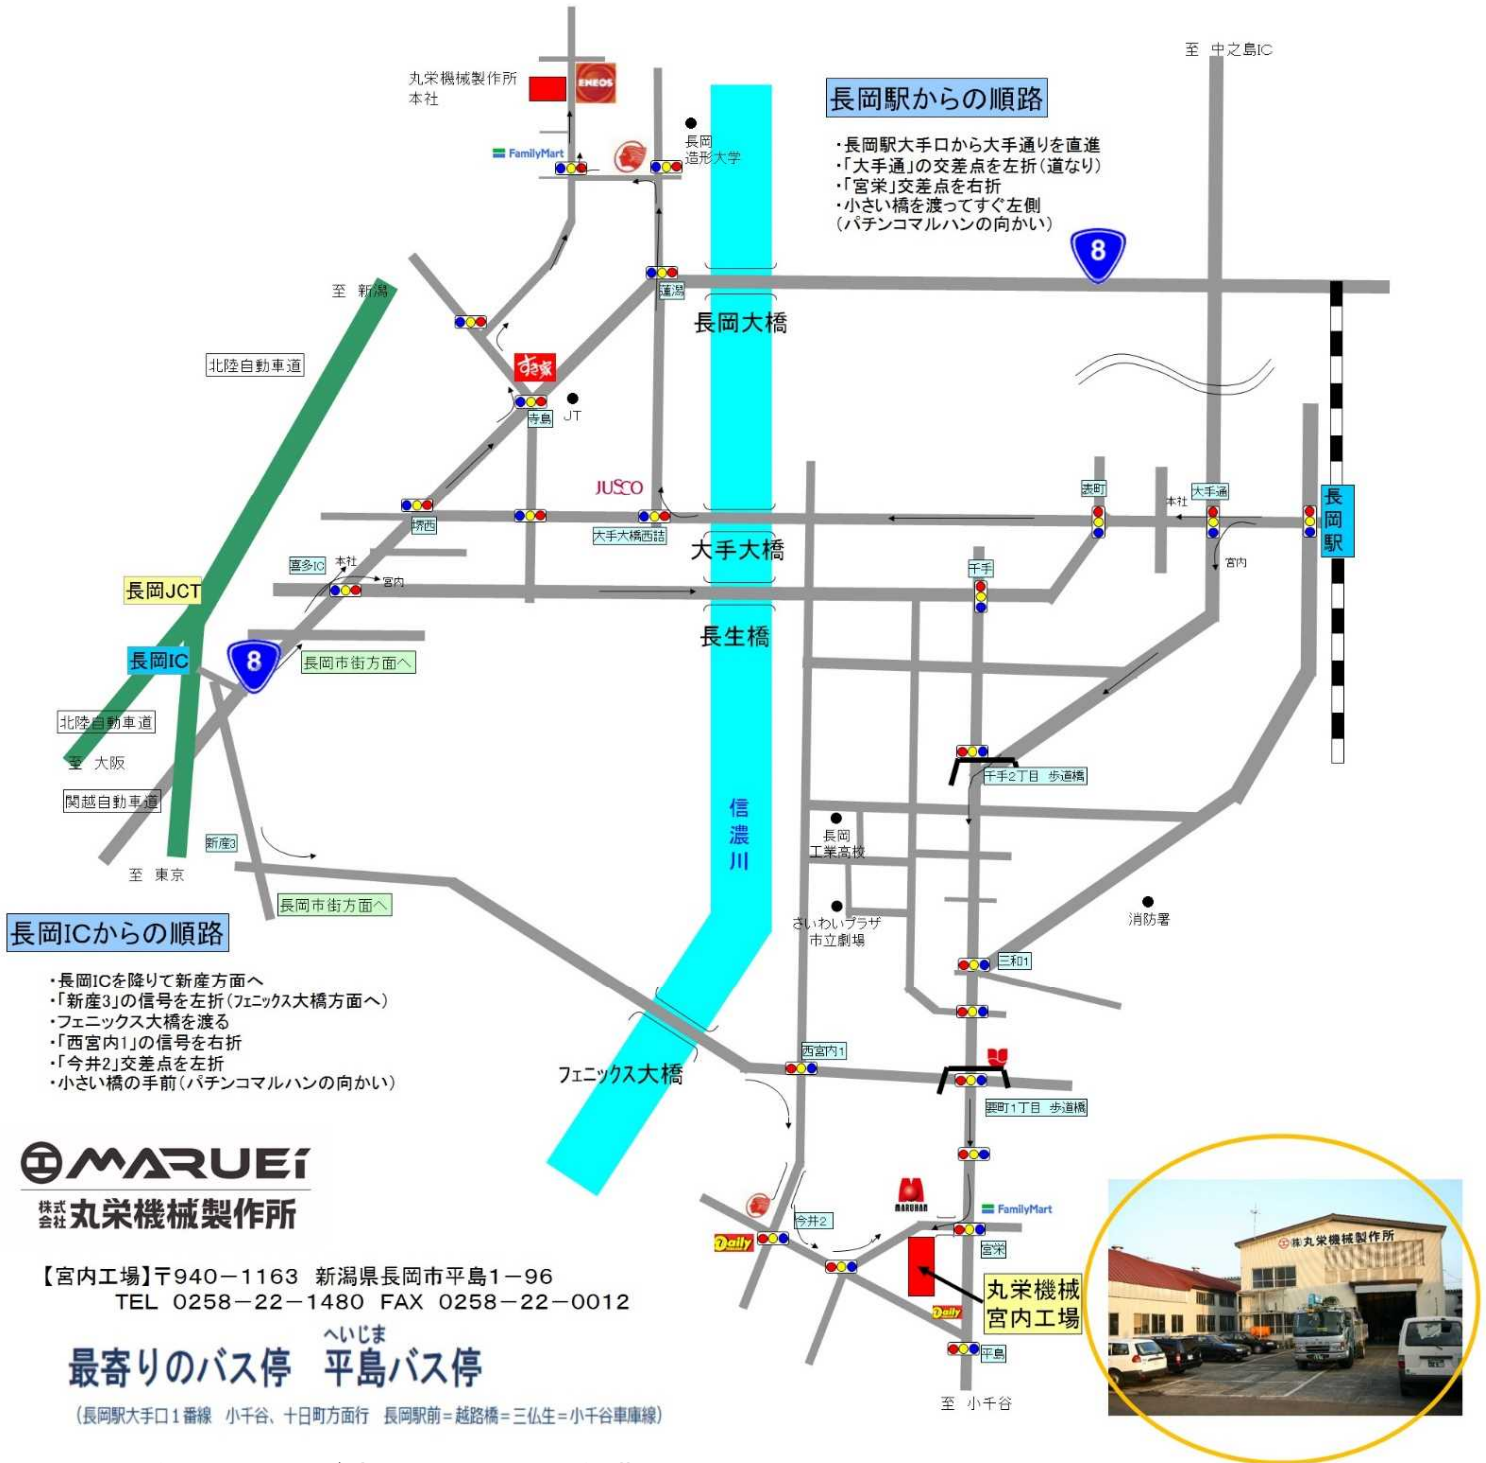 至 中之島IC
丸栄機械製作所
本社
ENEOS
長岡駅からの順路
・長岡駅大手口から大手通りを直進
・「大手通」の交差点を左折(道なり)
・「宮栄」交差点を右折
・小さい橋を渡ってすぐ左側
(パチンコマルハンの向かい)
長岡
造形大学
FamilyMart
8
至 新潟
蓮潟
長岡大橋
北陸自動車道
すき家
寺島
JT
JUSCO
表町
本社
大手通
長岡駅
堺西
大手大橋西詰
大手大橋
宮内
喜多IC
本社
宮内
千手
長岡JCT
長生橋
長岡IC
8
長岡市街方面へ
北陸自動車道
至 大阪
千手2丁目 歩道橋
関越自動車道
信濃川
長岡
工業高校
新産3
至 東京
長岡市街方面へ
さいわいプラザ
市立劇場
消防署
長岡ICからの順路
三和1
・長岡ICを降りて新産方面へ
・「新産3」の信号を左折(フェニックス大橋方面へ)
・フェニックス大橋を渡る
・「西宮内1」の信号を右折
・「今井2」交差点を左折
・小さい橋の手前(パチンコマルハンの向かい)
西宮内1
フェニックス大橋
要町1丁目 歩道橋
MARUEI
株式会社 丸栄機械製作所
MARUHAN
FamilyMart
今井2
Daily
宮栄
㈱丸栄機械製作所
【宮内工場】〒940−1163 新潟県長岡市平島1−96
TEL 0258−22−1480 FAX 0258−22−0012
丸栄機械
宮内工場
Daily
平島
へいじま
最寄りのバス停 平島バス停
(長岡駅大手口1番線 小千谷、十日町方面行 長岡駅前=越路橋=三仏生=小千谷車庫線)
至 小千谷